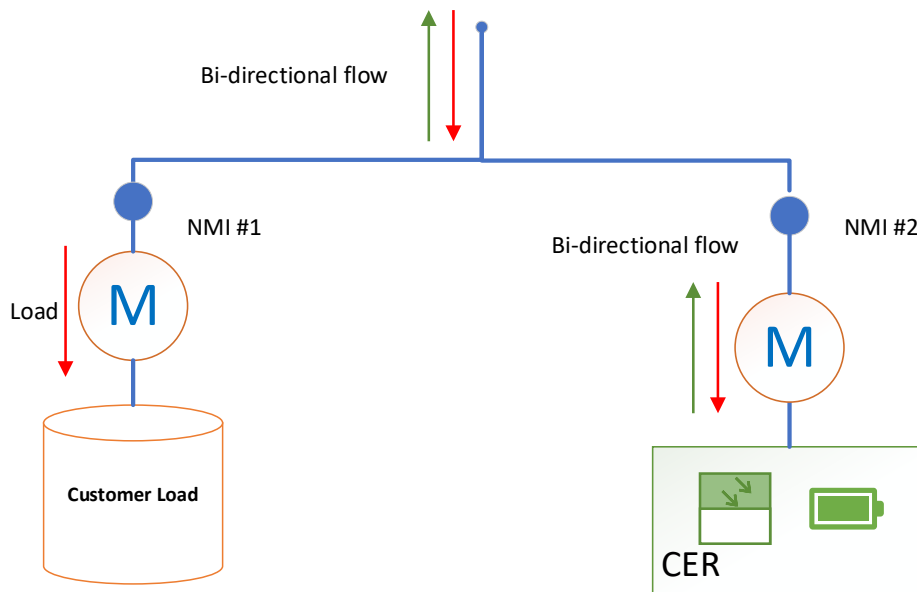 Bi-directional flow
NMI #1
NMI #2
Bi-directional flow
Load
M
M
Customer Load
CER